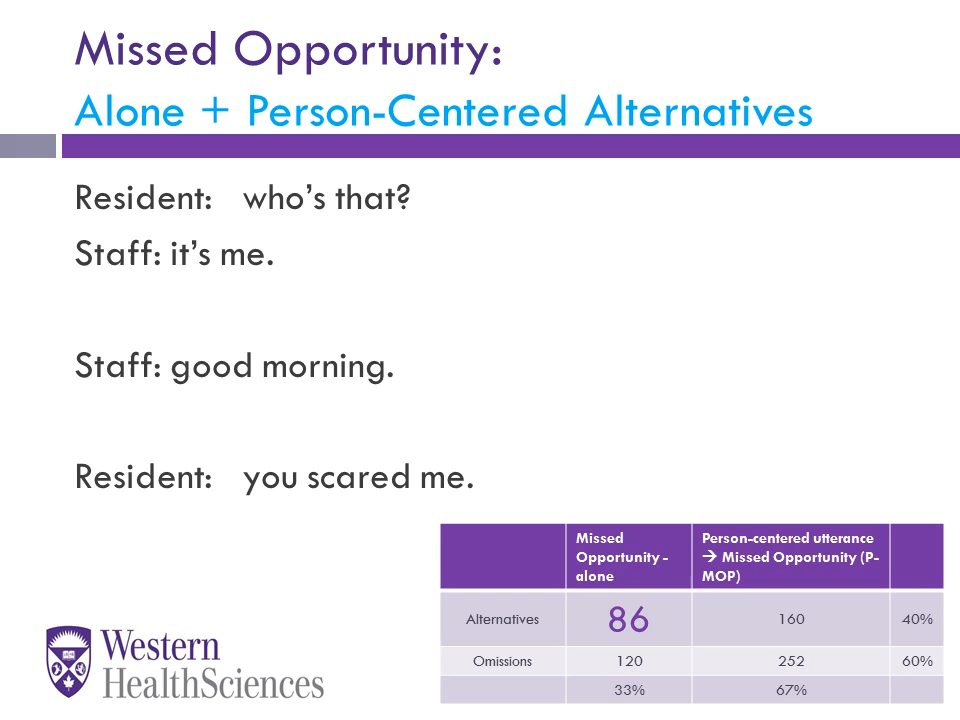 Missed Opportunity:
Alone + Person-Centered Alternatives
Resident: who’s that?
Staff: it’s me.
Staff: good morning.
Resident: you scared me.
Missed
Opportunity -
alone
Person-centered utterance
→ Missed Opportunity (P-
MOP)
Alternatives 86 160 40%
Omissions 120 252 60%
33% 67%
Western
HealthSciences